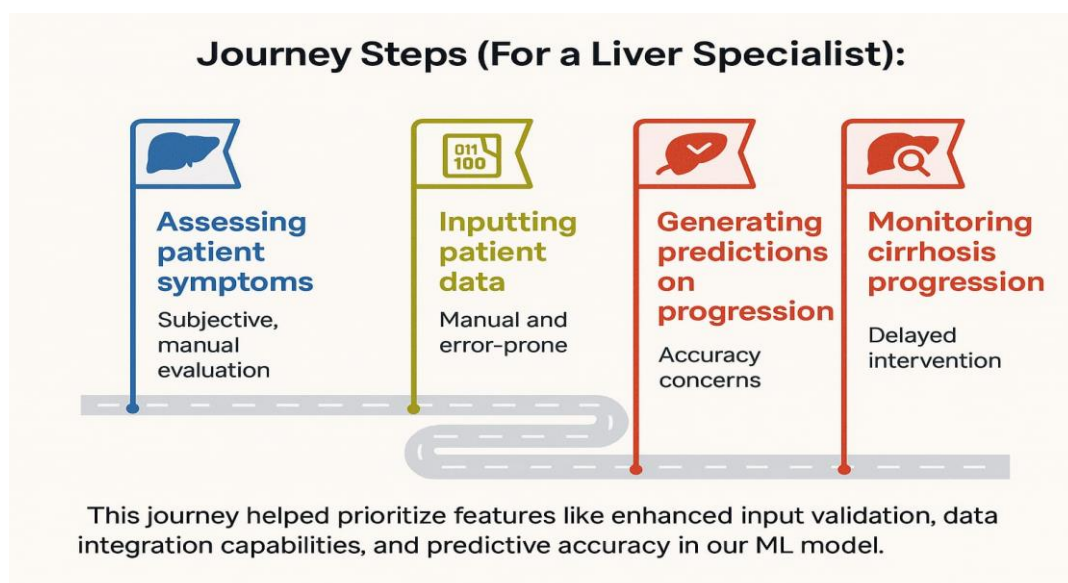 Journey Steps (For a Liver Specialist):
011
100
Assessing
patient
symptoms
Subjective,
manual
evaluation
Inputting
patient
data
Manual and
error-prone
Generating
predictions
on
progression
Accuracy
concerns
Monitoring
cirrhosis
progression
Delayed
intervention
This journey helped prioritize features like enhanced input validation, data
integration capabilities, and predictive accuracy in our ML model.